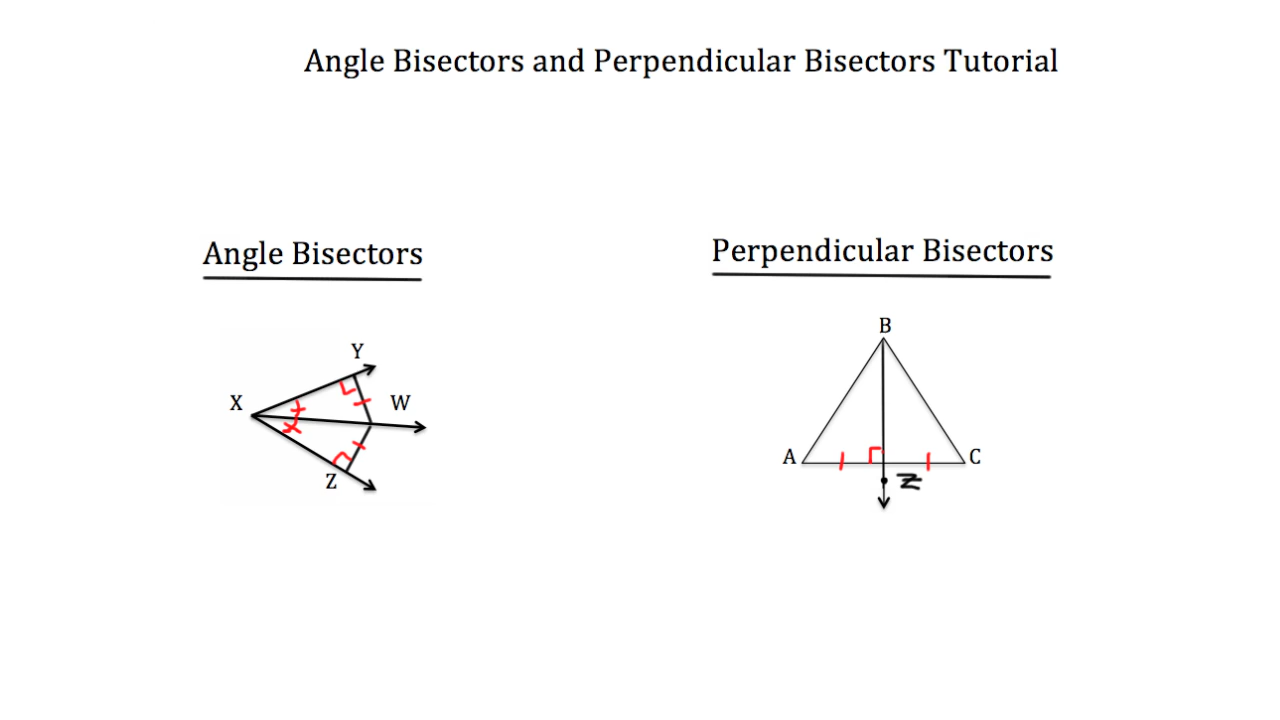 Angle Bisectors and Perpendicular Bisectors Tutorial
Angle Bisectors
Perpendicular Bisectors
Y
X
W
Z
B
A
C
Z